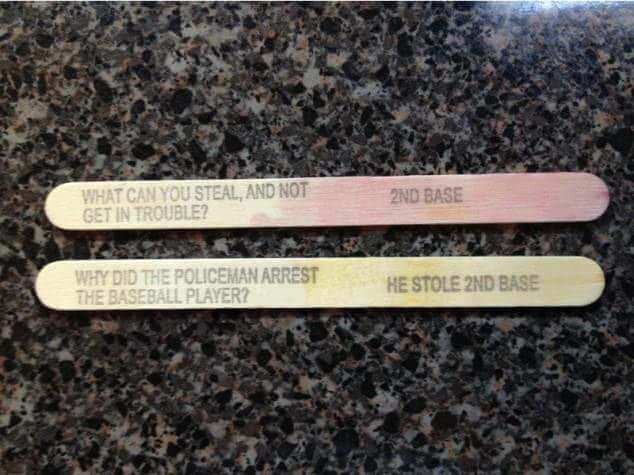 WHAT CAN YOU STEAL, AND NOT
GET IN TROUBLE?
2ND BASE
WHY DID THE POLICEMAN ARREST
THE BASEBALL PLAYER?
HE STOLE 2ND BASE